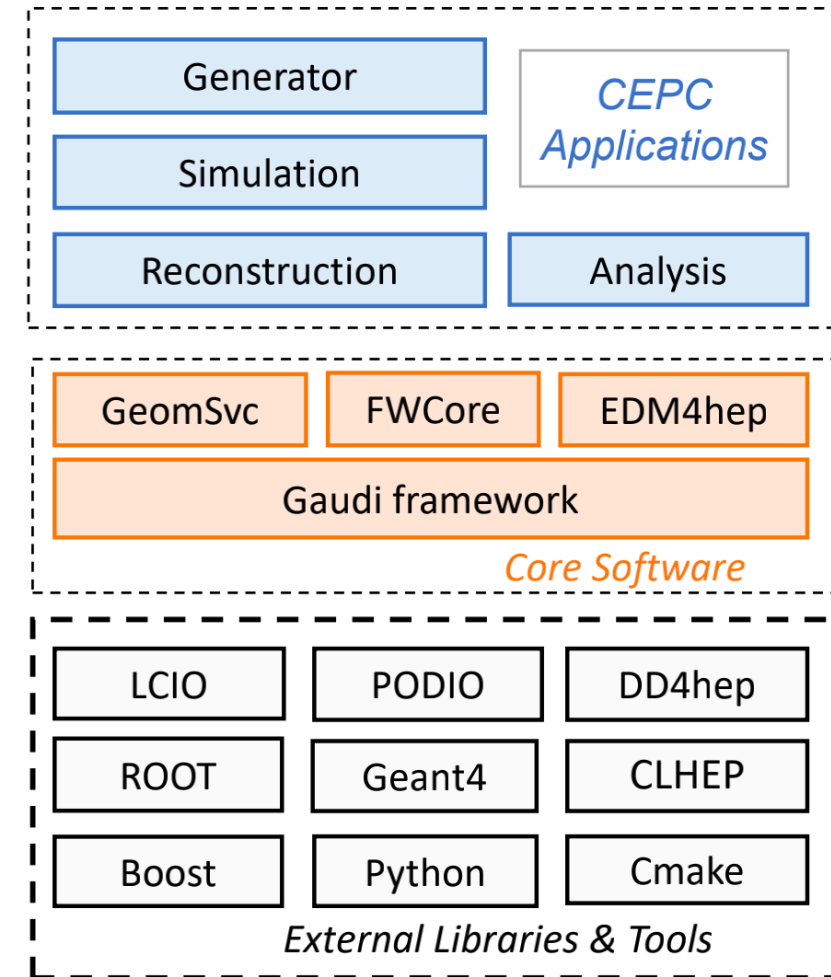 Generator
CEPC
Applications
Simulation
Reconstruction
Analysis
GeomSvc
FWCore
EDM4hep
Gaudi framework
Core Software
LCIO
PODIO
DD4hep
ROOT
Geant4
CLHEP
Boost
Python
Cmake
External Libraries & Tools